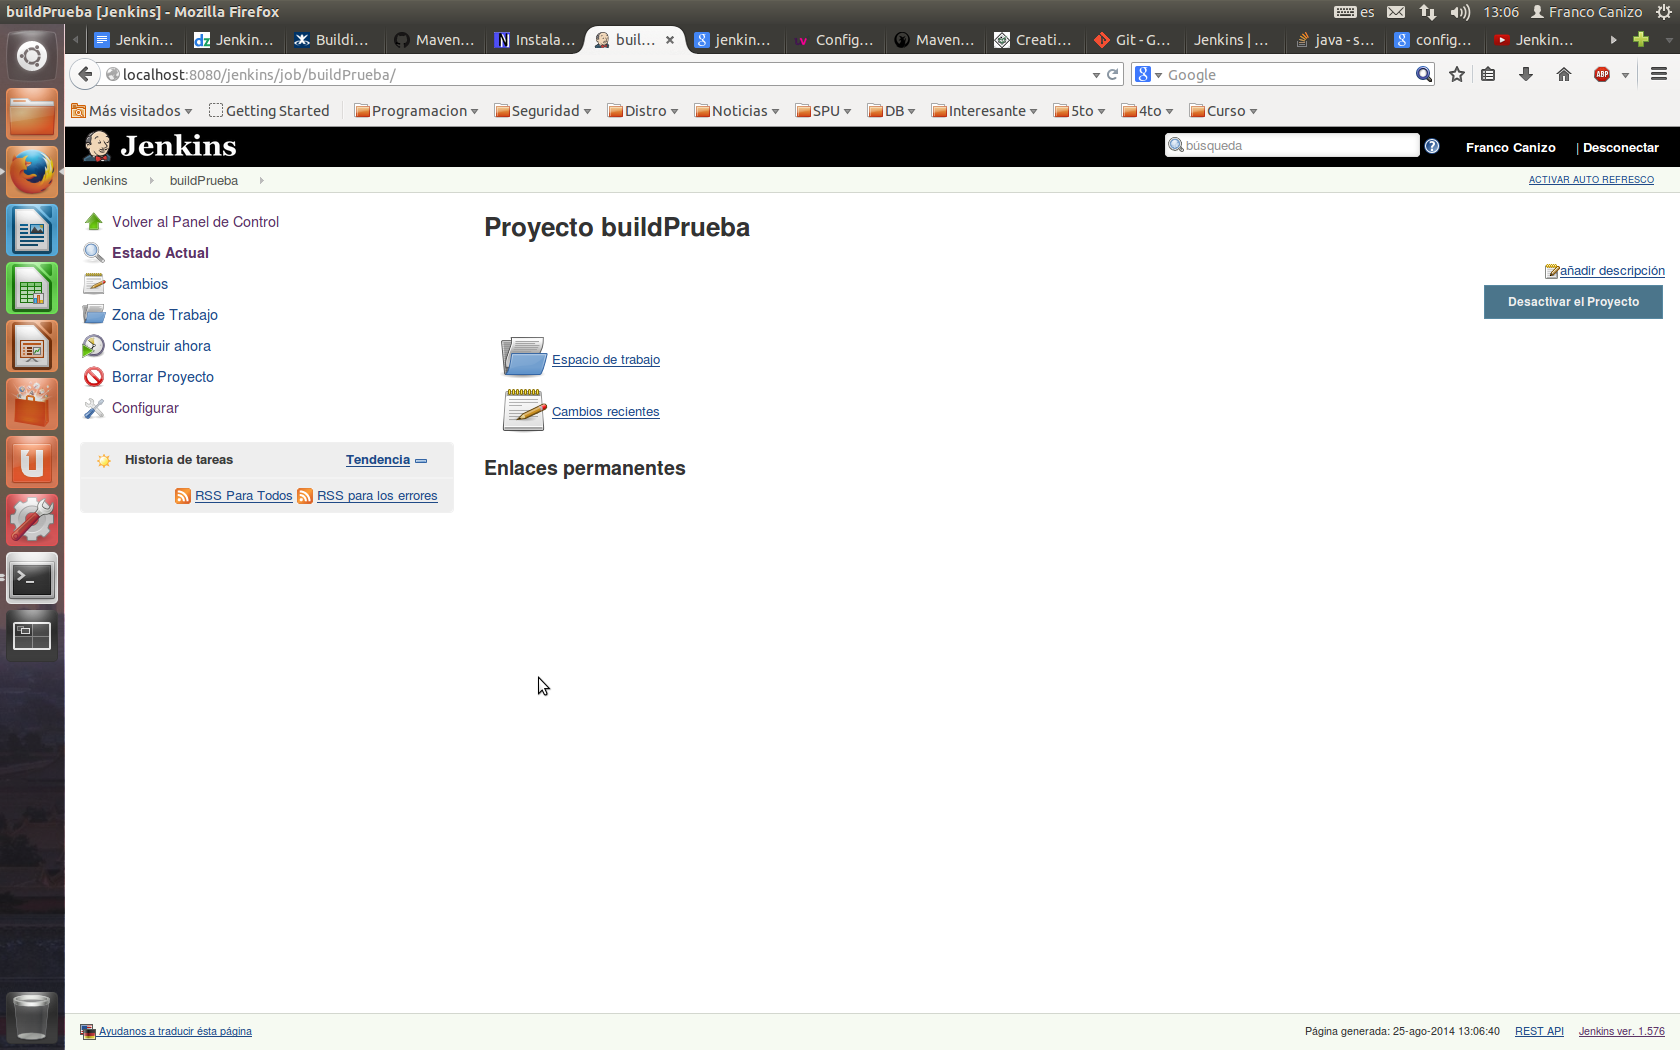 buildPrueba [Jenkins] - Mozilla Firefox
es
13:06
Franco Canizo
Jenkin...
Jenkin...
Buildi...
Maven...
Instala...
buil...
jenkin...
Config...
Maven...
Creati...
Git - G...
Jenkins | ...
java - s...
config...
Jenkin...
localhost:8080/jenkins/job/buildPrueba/
Google
ABP
Más visitados
Getting Started
Programacion
Seguridad
Distro
Noticias
SPU
DB
Interesante
5to
4to
Curso
Jenkins
búsqueda
Franco Canizo
| Desconectar
Jenkins
buildPrueba
ACTIVAR AUTO REFRESCO
Volver al Panel de Control
Estado Actual
Cambios
Zona de Trabajo
Construir ahora
Borrar Proyecto
Configurar
Historia de tareas
Tendencia
RSS Para Todos
RSS para los errores
Proyecto buildPrueba
añadir descripción
Desactivar el Proyecto
Espacio de trabajo
Cambios recientes
Enlaces permanentes
Ayudanos a traducir ésta página
Página generada: 25-ago-2014 13:06:40
REST API
Jenkins ver. 1.576